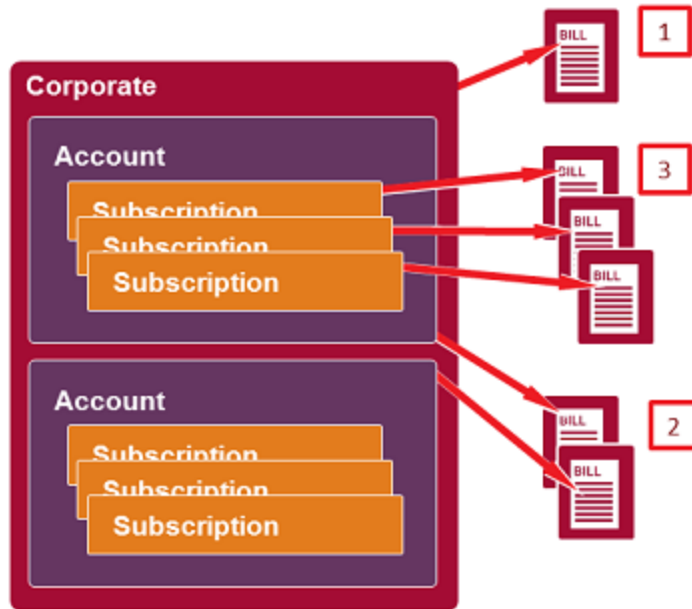 Corporate
Account
Subscription
Subscription
Subscription
Account
Subscription
Subscription
Subscription
BILL
1
BILL
BILL
BILL
3
BILL
BILL
2